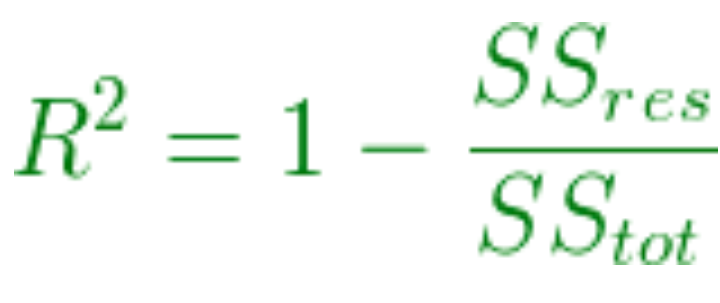 R² = 1 − SS_res / SS_tot